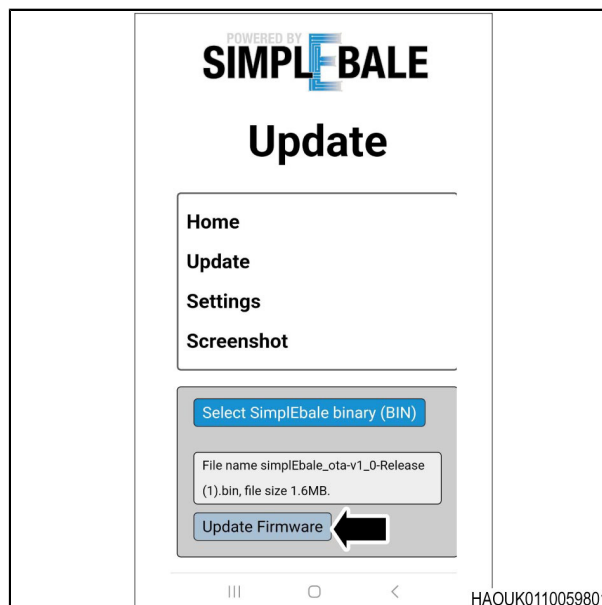 POWERED BY
SIMPLEBALE
Update
Home
Update
Settings
Screenshot
Select SimplEbale binary (BIN)
File name simplEbale_ota-v1_0-Release
(1).bin, file size 1.6MB.
Update Firmware
HAOUK011005980